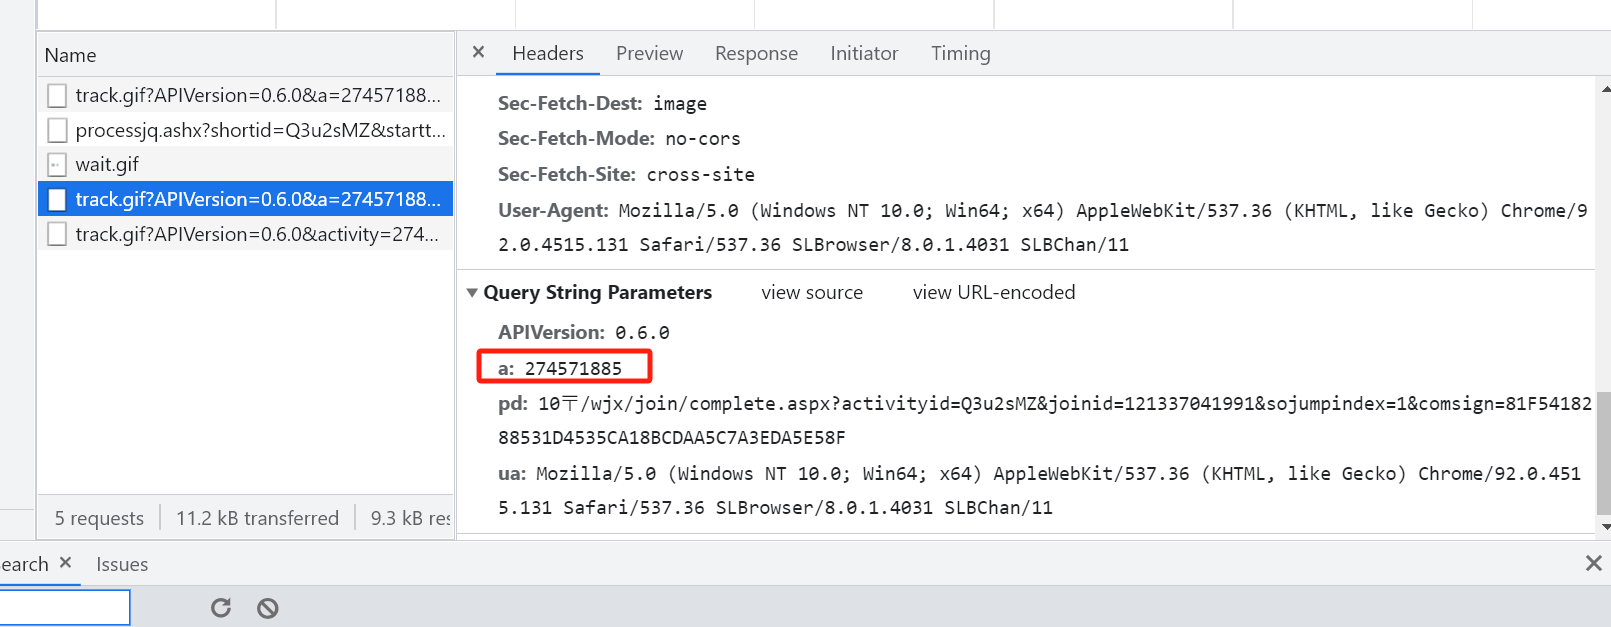 Name
track.gif?APIVersion=0.6.0&a=27457188...
processjq.ashx?shortid=Q3u2sMZ&startt...
wait.gif
track.gif?APIVersion=0.6.0&a=27457188...
track.gif?APIVersion=0.6.0&activity=274...
5 requests 11.2 kB transferred 9.3 kB res
× Headers Preview Response Initiator Timing
Sec-Fetch-Dest: image
Sec-Fetch-Mode: no-cors
Sec-Fetch-Site: cross-site
User-Agent: Mozilla/5.0 (Windows NT 10.0; Win64; x64) AppleWebKit/537.36 (KHTML, like Gecko) Chrome/9
2.0.4515.131 Safari/537.36 SLBrowser/8.0.1.4031 SLBChan/11
Query String Parameters view source view URL-encoded
APIVersion: 0.6.0
a: 274571885
pd: 10〒/wjx/join/complete.aspx?activityid=Q3u2sMZ&joinid=121337041991&sojumpindex=1&comsign=81F54182
88531D4535CA18BCDAA5C7A3EDA5E58F
ua: Mozilla/5.0 (Windows NT 10.0; Win64; x64) AppleWebKit/537.36 (KHTML, like Gecko) Chrome/92.0.451
5.131 Safari/537.36 SLBrowser/8.0.1.4031 SLBChan/11
earch × Issues